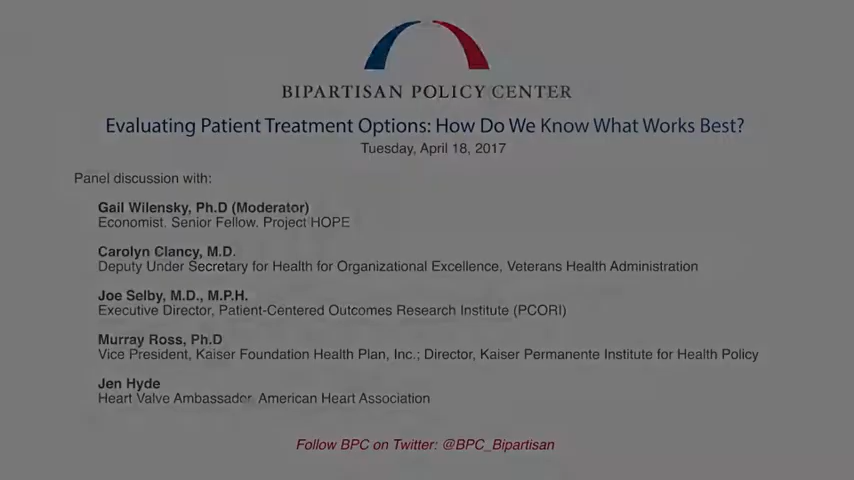 BIPARTISAN POLICY CENTER
Evaluating Patient Treatment Options: How Do We Know What Works Best?
Tuesday, April 18, 2017
Panel discussion with:
Gail Wilensky, Ph.D (Moderator)
Economist, Senior Fellow, Project HOPE
Carolyn Clancy, M.D.
Deputy Under Secretary for Health for Organizational Excellence, Veterans Health Administration
Joe Selby, M.D., M.P.H.
Executive Director, Patient-Centered Outcomes Research Institute (PCORI)
Murray Ross, Ph.D
Vice President, Kaiser Foundation Health Plan, Inc.; Director, Kaiser Permanente Institute for Health Policy
Jen Hyde
Heart Valve Ambassador, American Heart Association
Follow BPC on Twitter: @BPC_Bipartisan